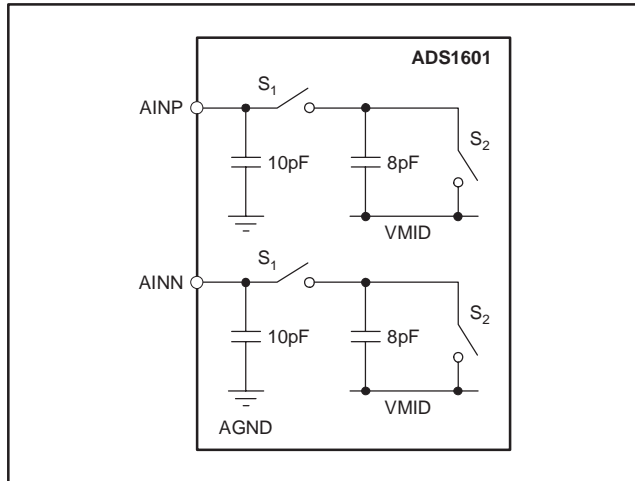 ADS1601
S1
AINP
S2
10pF
8pF
VMID
S1
AINN
S2
10pF
8pF
VMID
AGND